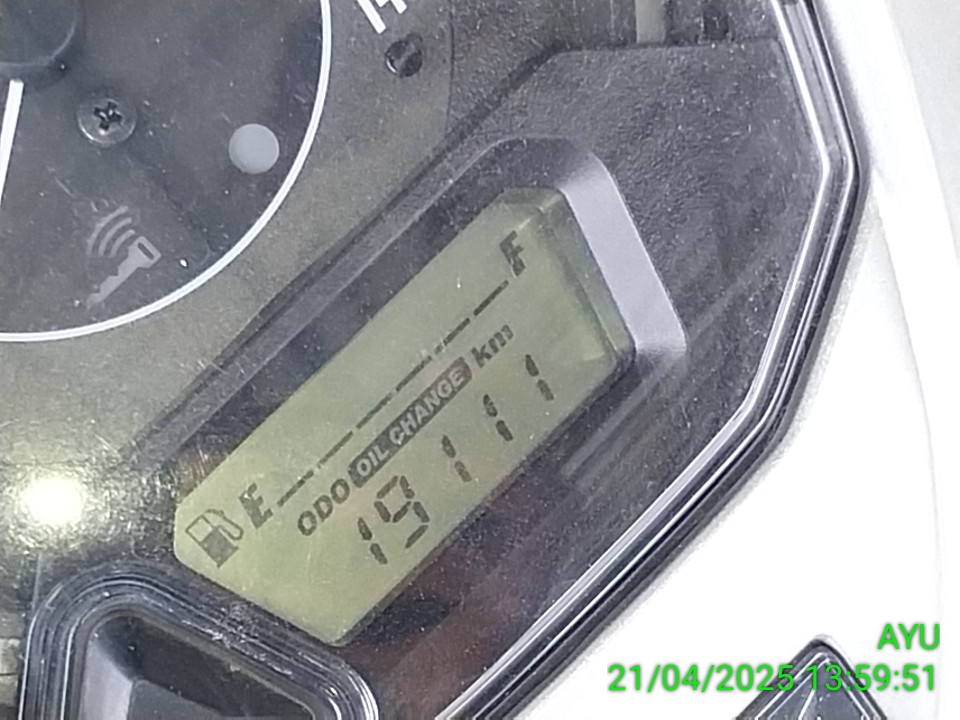 E F
ODO OIL CHANGE km
19111
AYU
21/04/2025 13:59:51